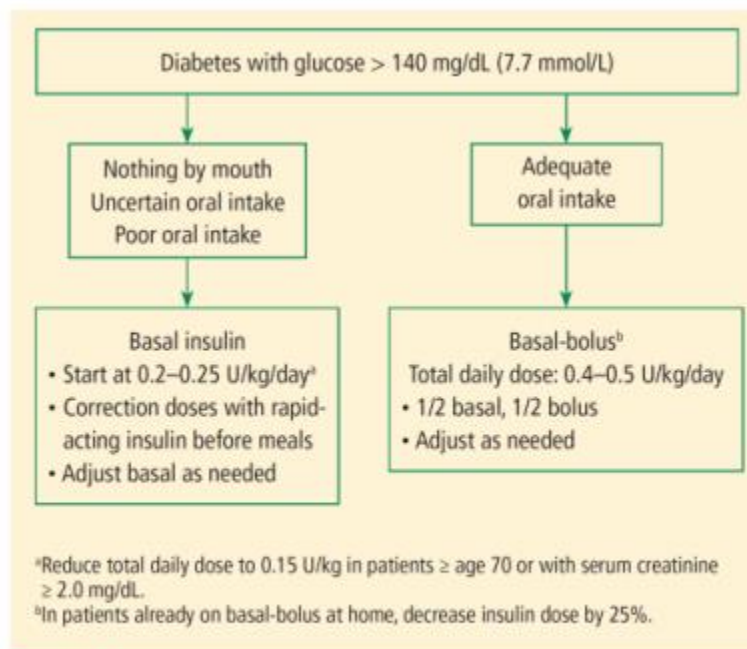 Diabetes with glucose > 140 mg/dL (7.7 mmol/L)
Nothing by mouth
Uncertain oral intake
Poor oral intake
Adequate
oral intake
Basal insulin
• Start at 0.2–0.25 U/kg/dayᵃ
• Correction doses with rapid-
acting insulin before meals
• Adjust basal as needed
Basal-bolusᵇ
Total daily dose: 0.4–0.5 U/kg/day
• 1/2 basal, 1/2 bolus
• Adjust as needed
ᵃReduce total daily dose to 0.15 U/kg in patients ≥ age 70 or with serum creatinine
≥ 2.0 mg/dL.
ᵇIn patients already on basal-bolus at home, decrease insulin dose by 25%.